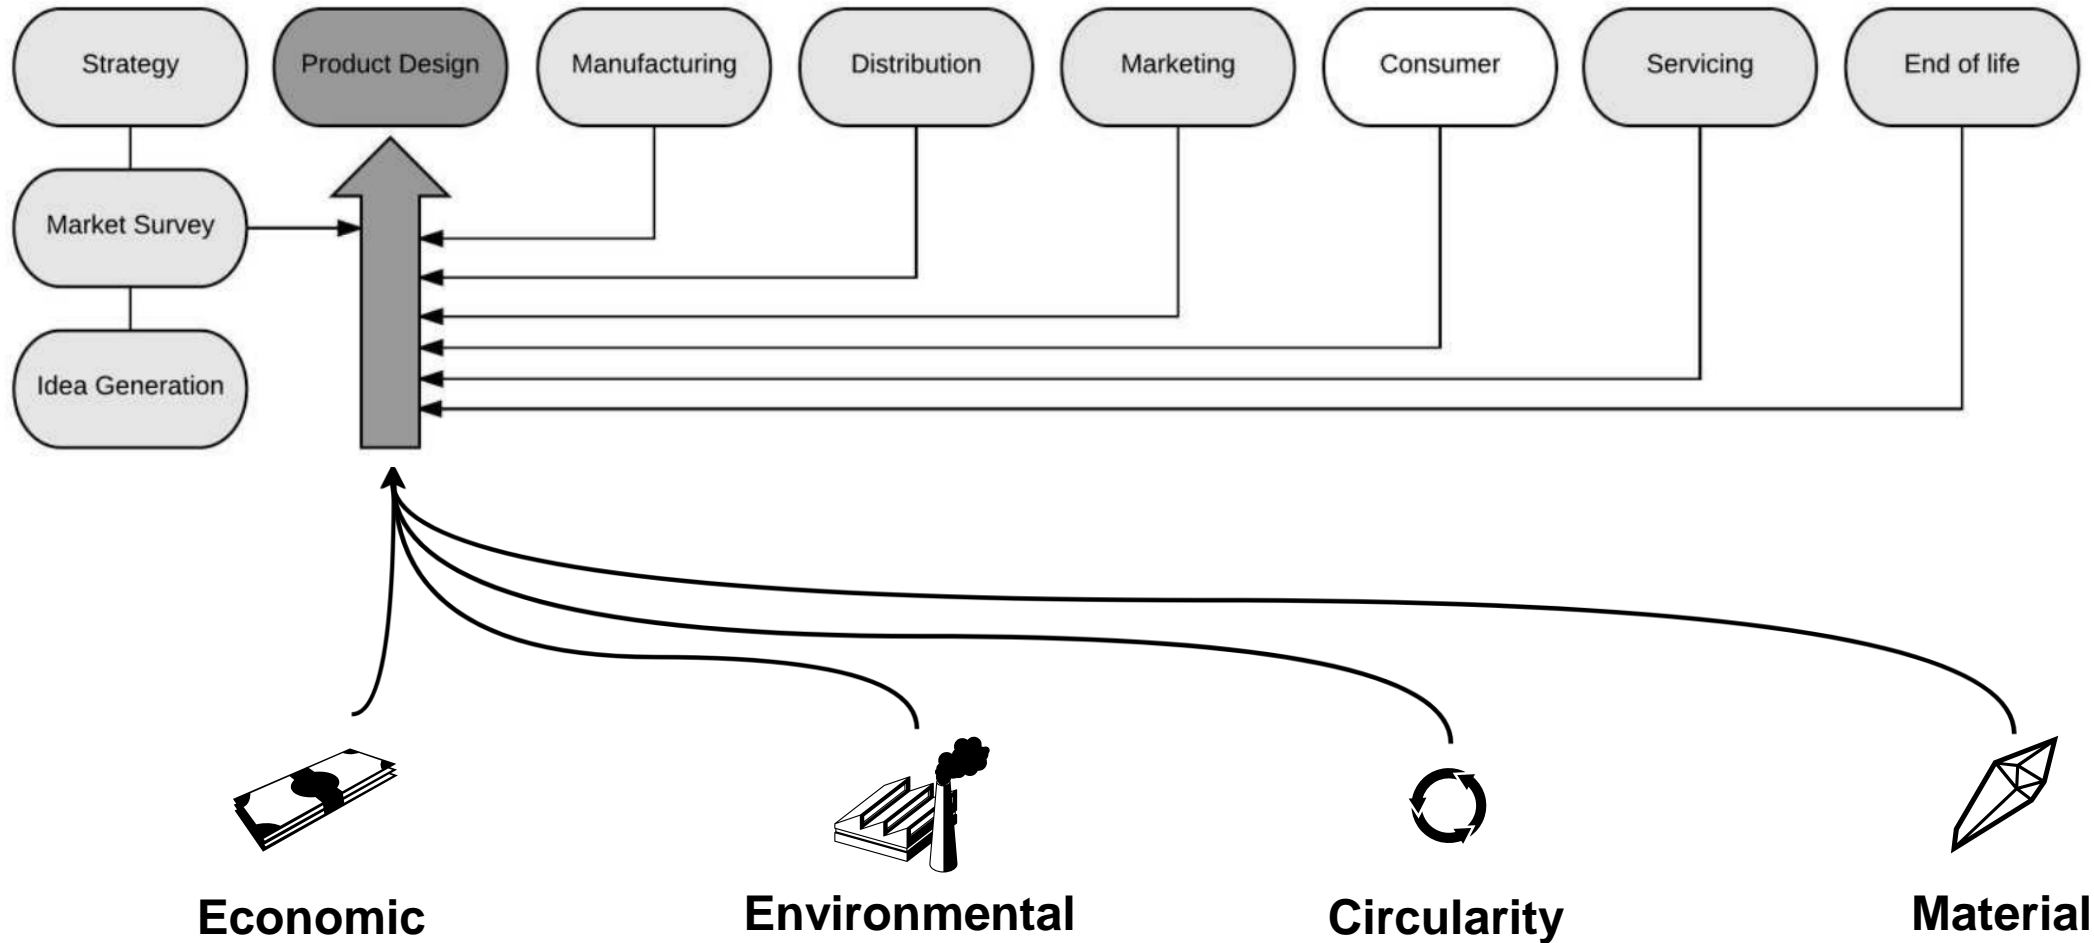 Strategy
Product Design
Manufacturing
Distribution
Marketing
Consumer
Servicing
End of life
Market Survey
Idea Generation
Economic
Environmental
Circularity
Material